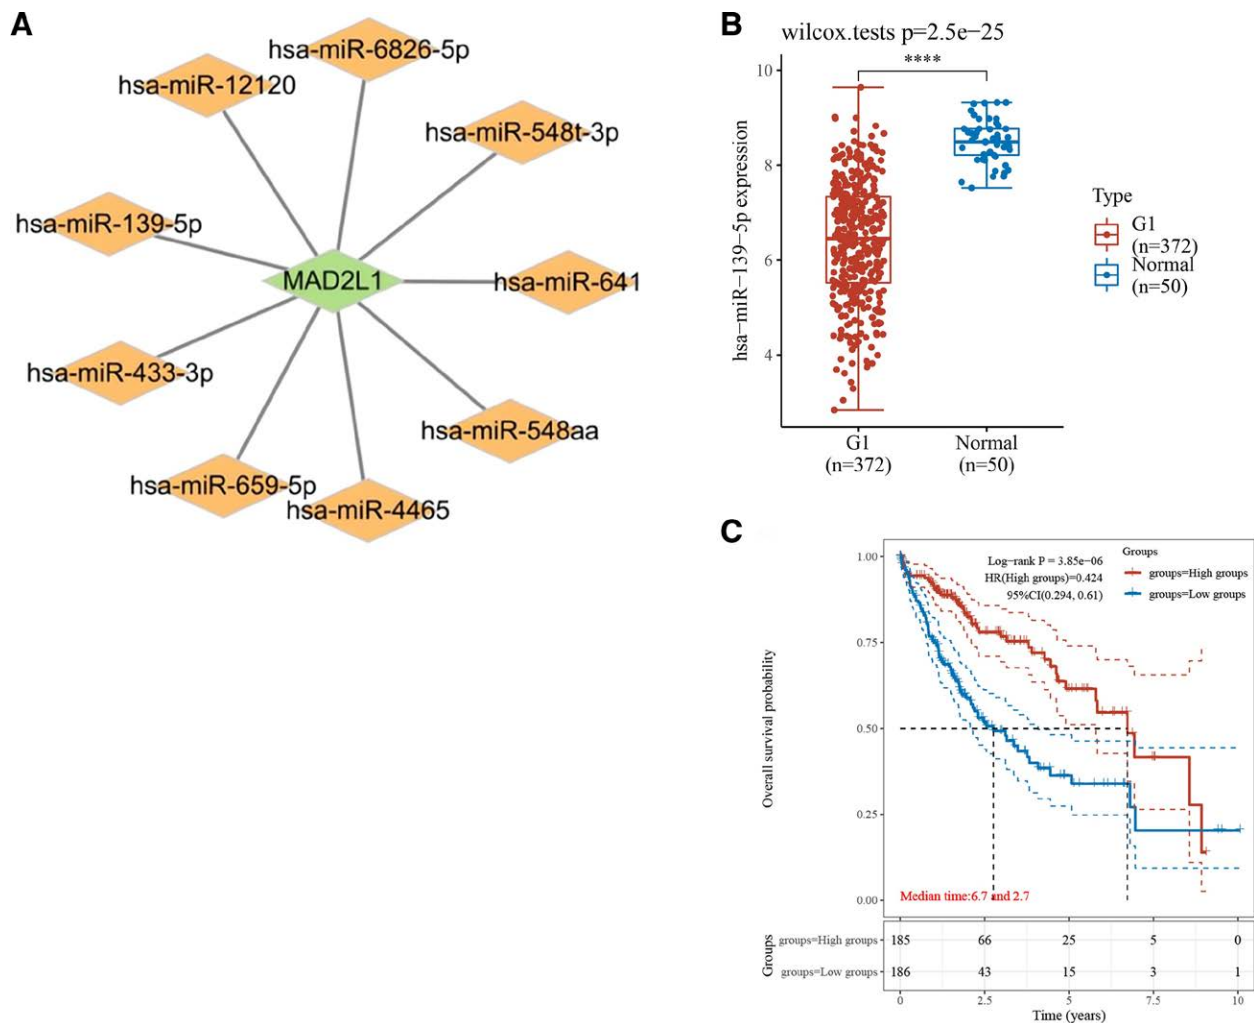 A
hsa-miR-6826-5p
hsa-miR-12120
hsa-miR-548t-3p
hsa-miR-139-5p
MAD2L1
hsa-miR-641
hsa-miR-433-3p
hsa-miR-548aa
hsa-miR-659-5p
hsa-miR-4465
B
wilcox.tests p=2.5e−25
****
hsa−miR−139−5p expression
10
8
6
4
G1
(n=372)
Normal
(n=50)
Type
G1
(n=372)
Normal
(n=50)
C
Overall survival probability
1.00
0.75
0.50
0.25
0.00
Log−rank P = 3.85e−06
HR(High groups)=0.424
95%CI(0.294, 0.61)
Groups
groups=High groups
groups=Low groups
Median time:6.7 and 2.7
Groups
groups=High groups 185 66 25 5 0
groups=Low groups 186 43 15 3 1
0 2.5 5 7.5 10
Time (years)